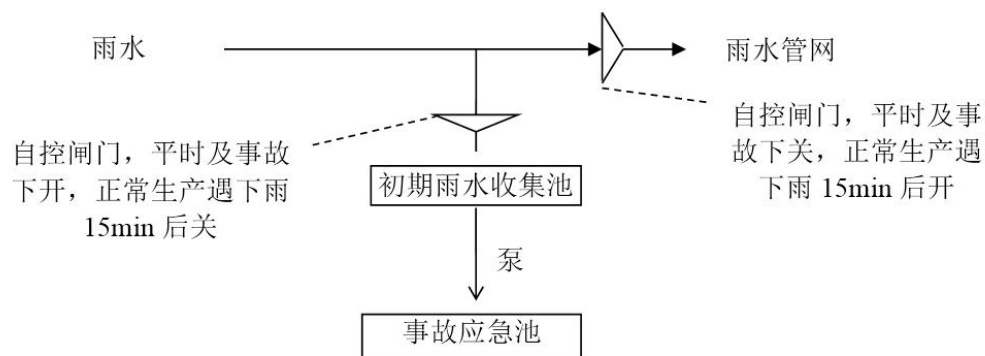 雨水
雨水管网
自控闸门，平时及事故
下开，正常生产遇下雨
15min 后关
自控闸门，平时及事
故下关，正常生产遇
下雨 15min 后开
初期雨水收集池
泵
事故应急池